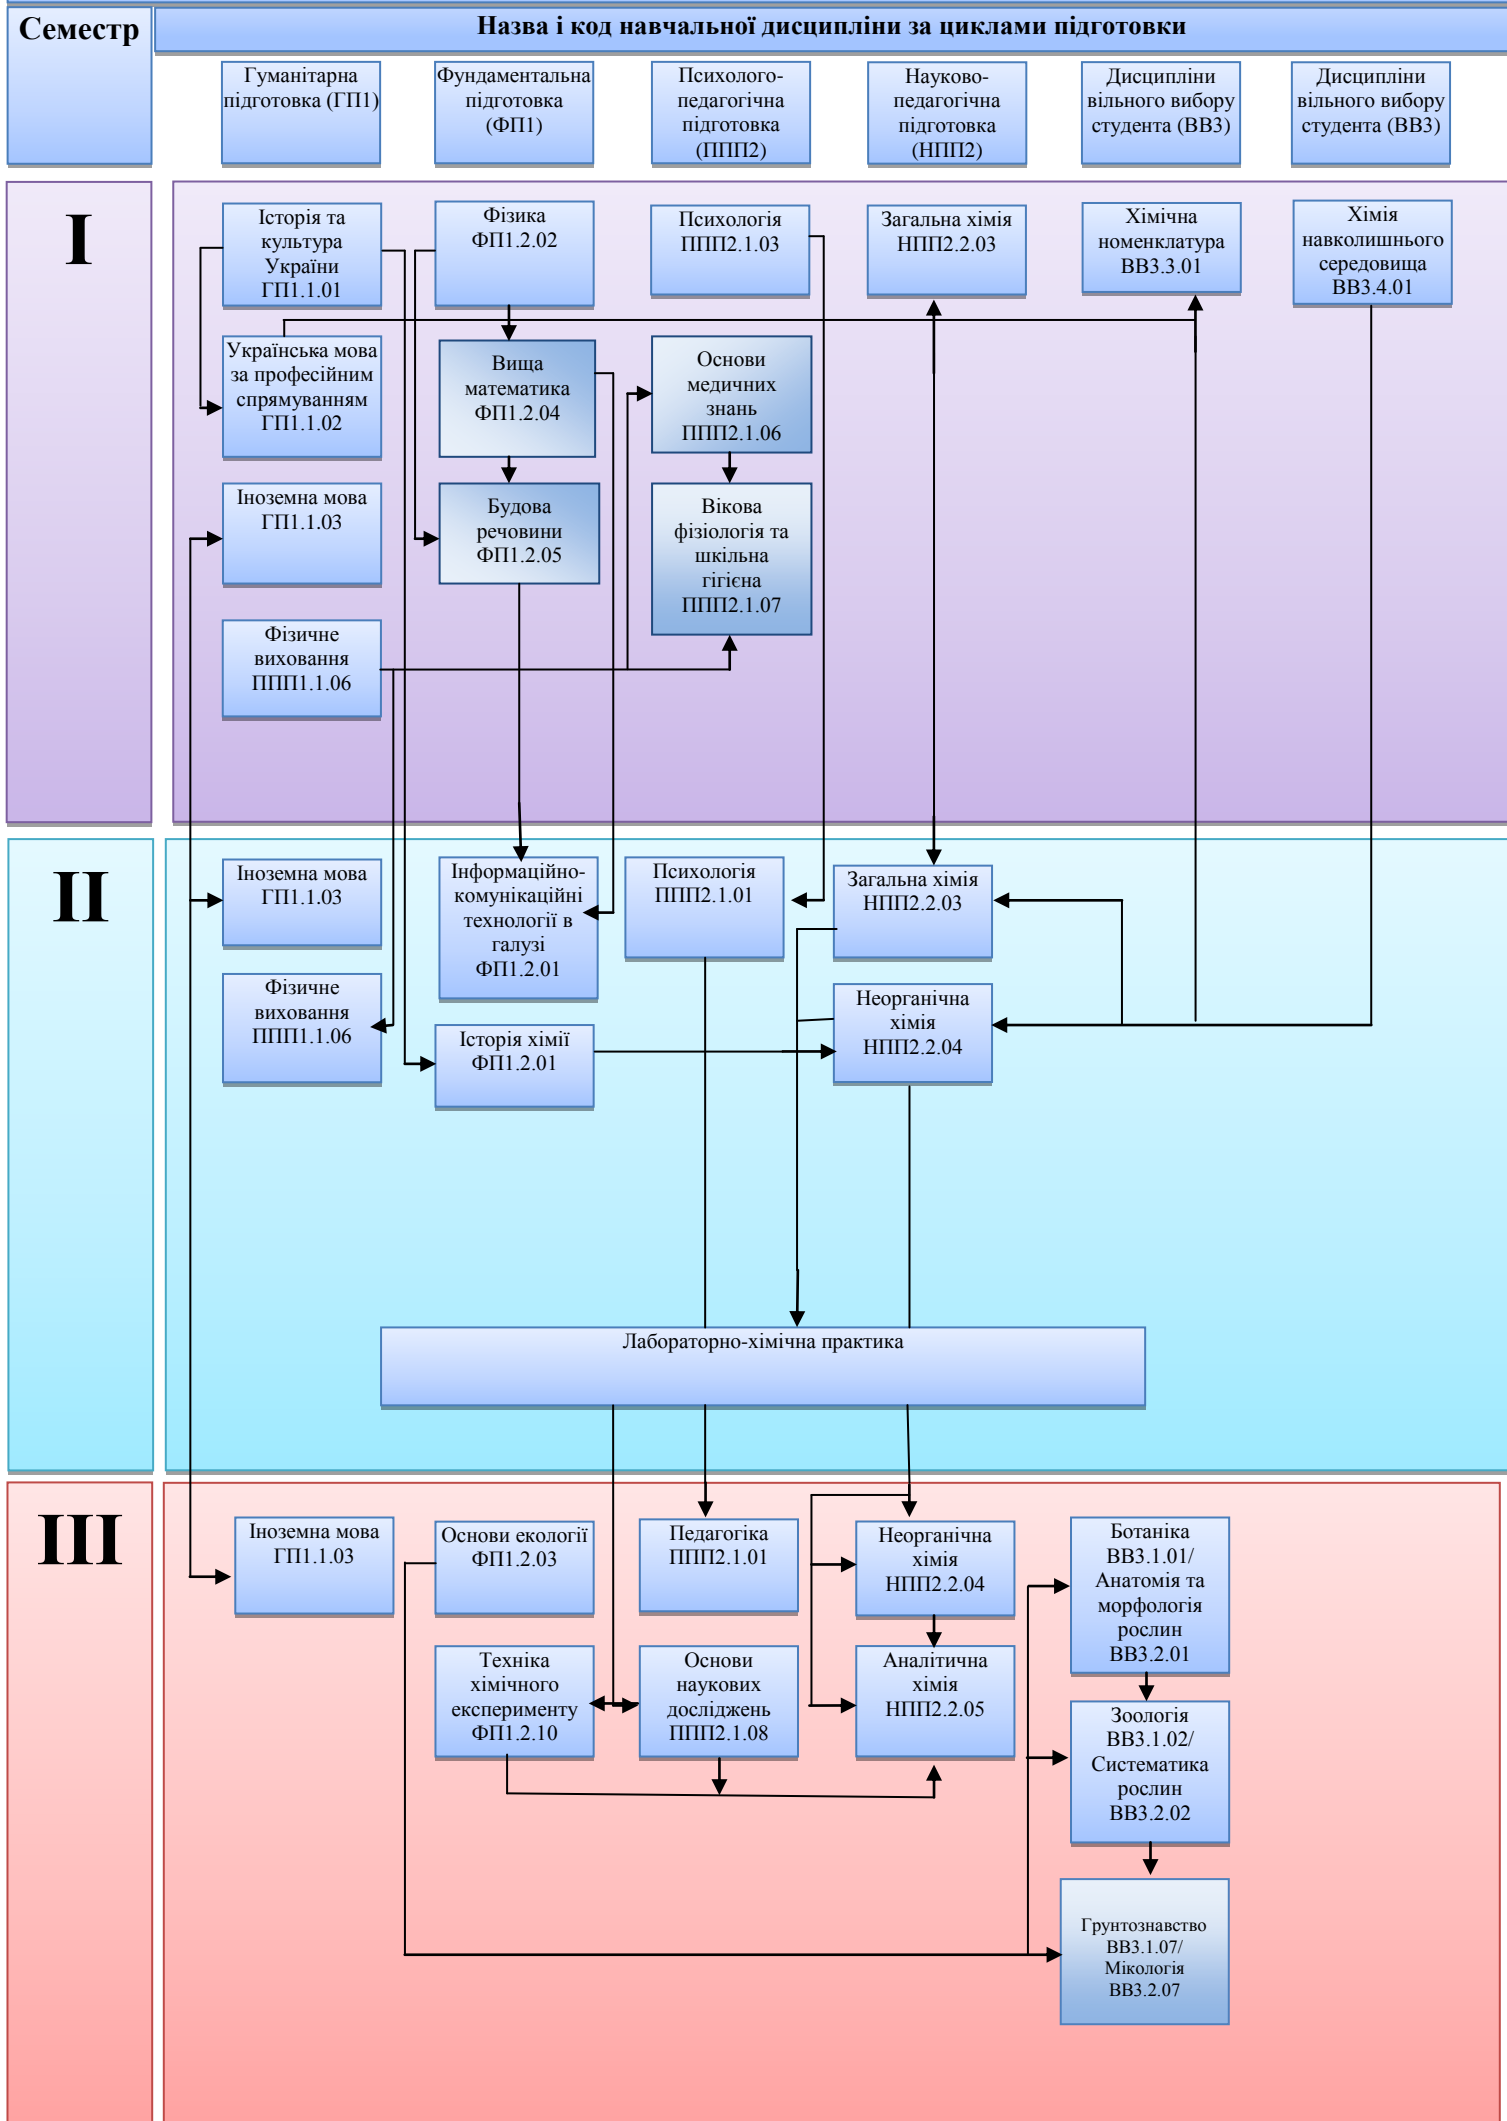 Семестр
Назва і код навчальної дисципліни за циклами підготовки
Гуманітарна
підготовка (ГП1)
Фундаментальна
підготовка
(ФП1)
Психолого-
педагогічна
підготовка
(ППП2)
Науково-
педагогічна
підготовка
(НПП2)
Дисципліни
вільного вибору
студента (ВВ3)
Дисципліни
вільного вибору
студента (ВВ3)
I
Історія та
культура
України
ГП1.1.01
Фізика
ФП1.2.02
Психологія
ППП2.1.03
Загальна хімія
НПП2.2.03
Хімічна
номенклатура
ВВ3.3.01
Хімія
навколишнього
середовища
ВВ3.4.01
Українська мова
за професійним
спрямуванням
ГП1.1.02
Вища
математика
ФП1.2.04
Основи
медичних
знань
ППП2.1.06
Іноземна мова
ГП1.1.03
Будова
речовини
ФП1.2.05
Вікова
фізіологія та
шкільна
гігієна
ППП2.1.07
Фізичне
виховання
ППП1.1.06
II
Іноземна мова
ГП1.1.03
Інформаційно-
комунікаційні
технології в
галузі
ФП1.2.01
Психологія
ППП2.1.01
Загальна хімія
НПП2.2.03
Фізичне
виховання
ППП1.1.06
Історія хімії
ФП1.2.01
Неорганічна
хімія
НПП2.2.04
Лабораторно-хімічна практика
III
Іноземна мова
ГП1.1.03
Основи екології
ФП1.2.03
Педагогіка
ППП2.1.01
Неорганічна
хімія
НПП2.2.04
Ботаніка
ВВ3.1.01/
Анатомія та
морфологія
рослин
ВВ3.2.01
Техніка
хімічного
експерименту
ФП1.2.10
Основи
наукових
досліджень
ППП2.1.08
Аналітична
хімія
НПП2.2.05
Зоологія
ВВ3.1.02/
Систематика
рослин
ВВ3.2.02
Грунтознавство
ВВ3.1.07/
Мікологія
ВВ3.2.07